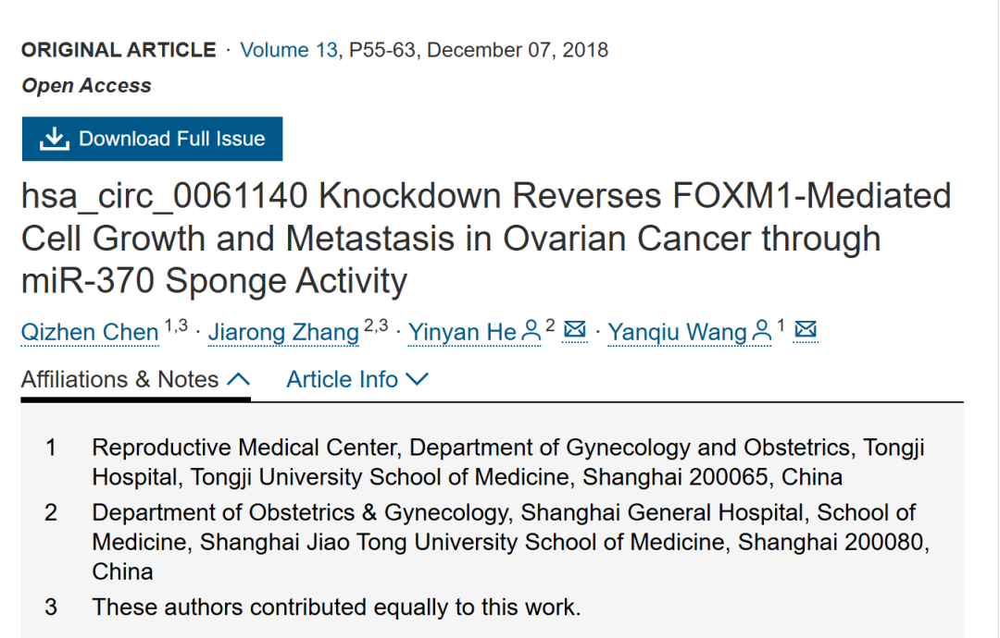 ORIGINAL ARTICLE · Volume 13, P55-63, December 07, 2018
Open Access
Download Full Issue
hsa_circ_0061140 Knockdown Reverses FOXM1-Mediated
Cell Growth and Metastasis in Ovarian Cancer through
miR-370 Sponge Activity
Qizhen Chen 1,3 · Jiarong Zhang 2,3 · Yinyan He 2 · Yanqiu Wang 1
Affiliations & Notes Article Info
1 Reproductive Medical Center, Department of Gynecology and Obstetrics, Tongji
Hospital, Tongji University School of Medicine, Shanghai 200065, China
2 Department of Obstetrics & Gynecology, Shanghai General Hospital, School of
Medicine, Shanghai Jiao Tong University School of Medicine, Shanghai 200080,
China
3 These authors contributed equally to this work.